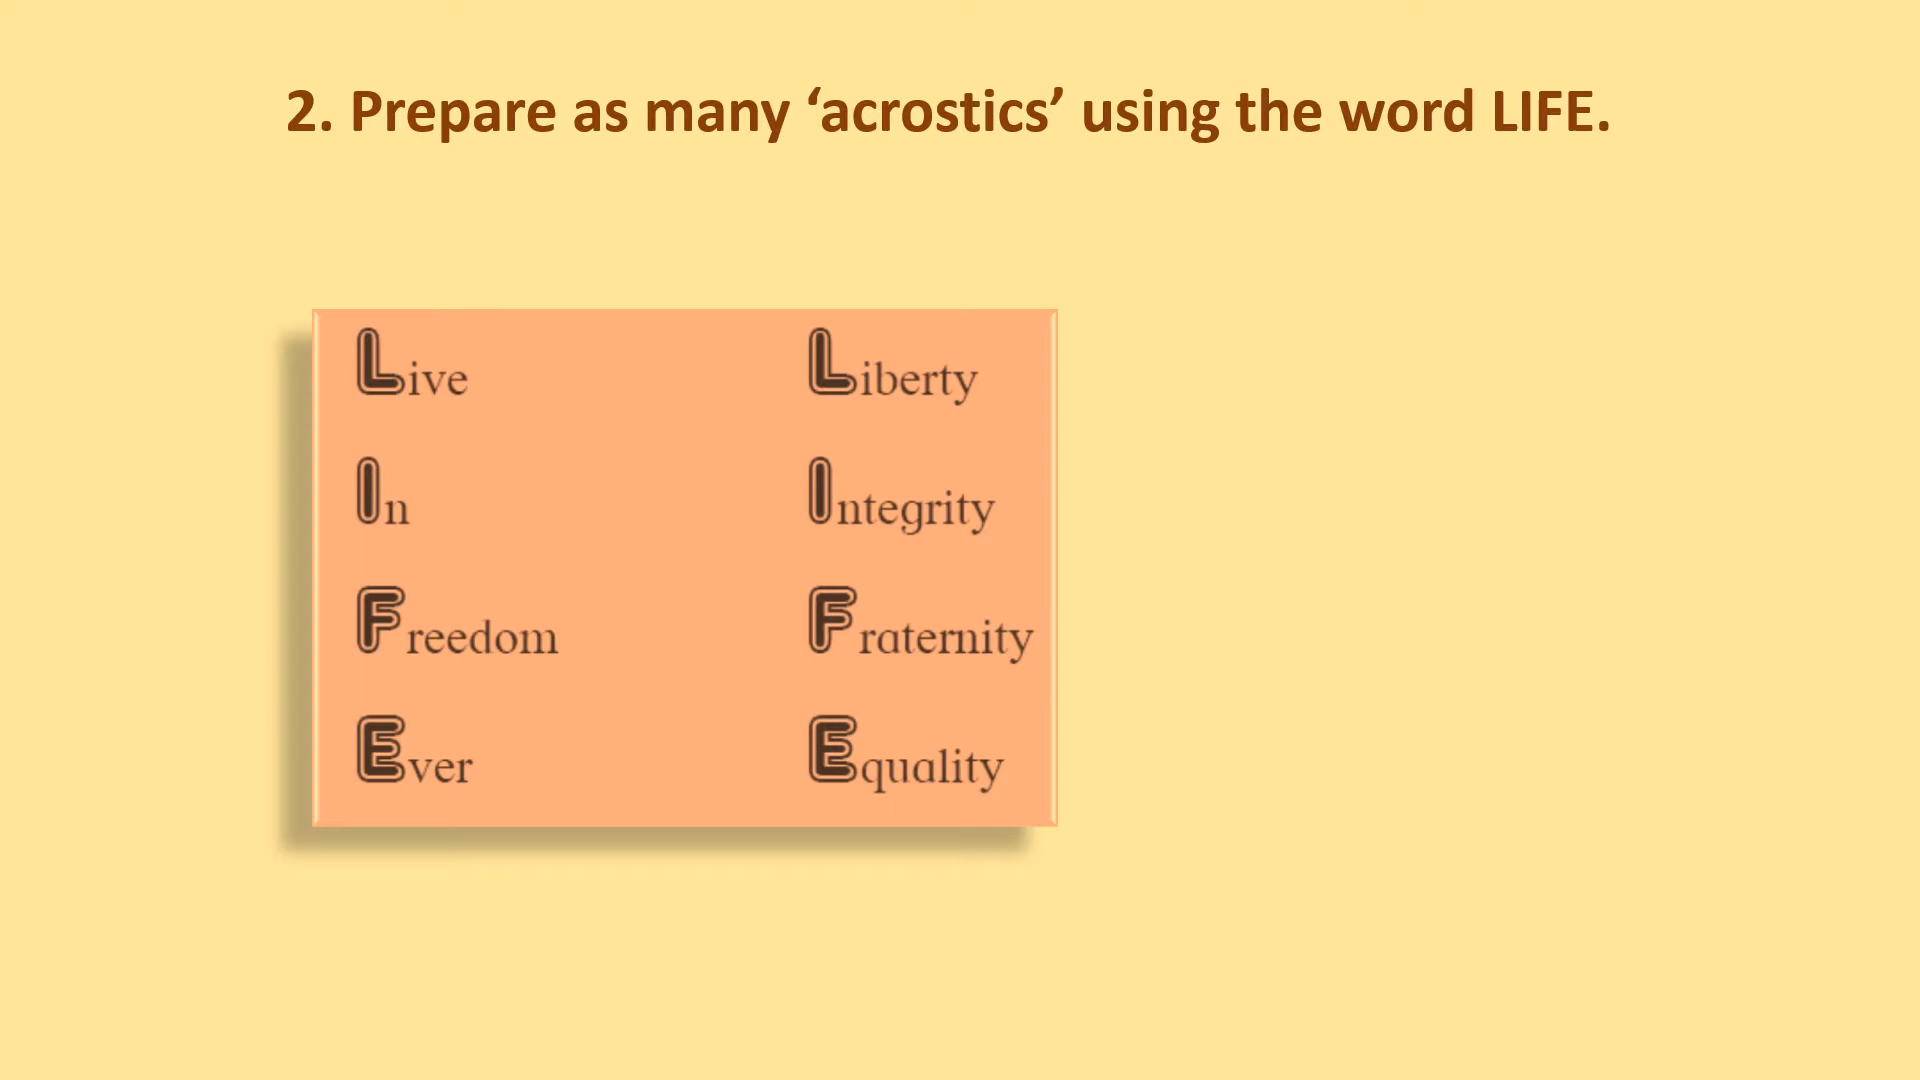 2. Prepare as many ‘acrostics’ using the word LIFE.
Live
In
Freedom
Ever
Liberty
Integrity
Fraternity
Equality